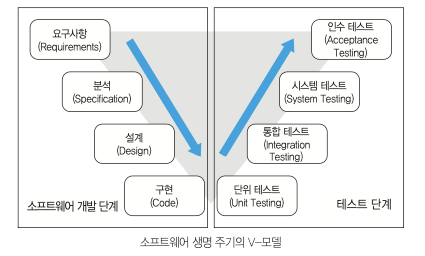 요구사항
(Requirements)
분석
(Specification)
설계
(Design)
구현
(Code)
소프트웨어 개발 단계
인수 테스트
(Acceptance
Testing)
시스템 테스트
(System Testing)
통합 테스트
(Integration
Testing)
단위 테스트
(Unit Testing)
테스트 단계
소프트웨어 생명 주기의 V-모델